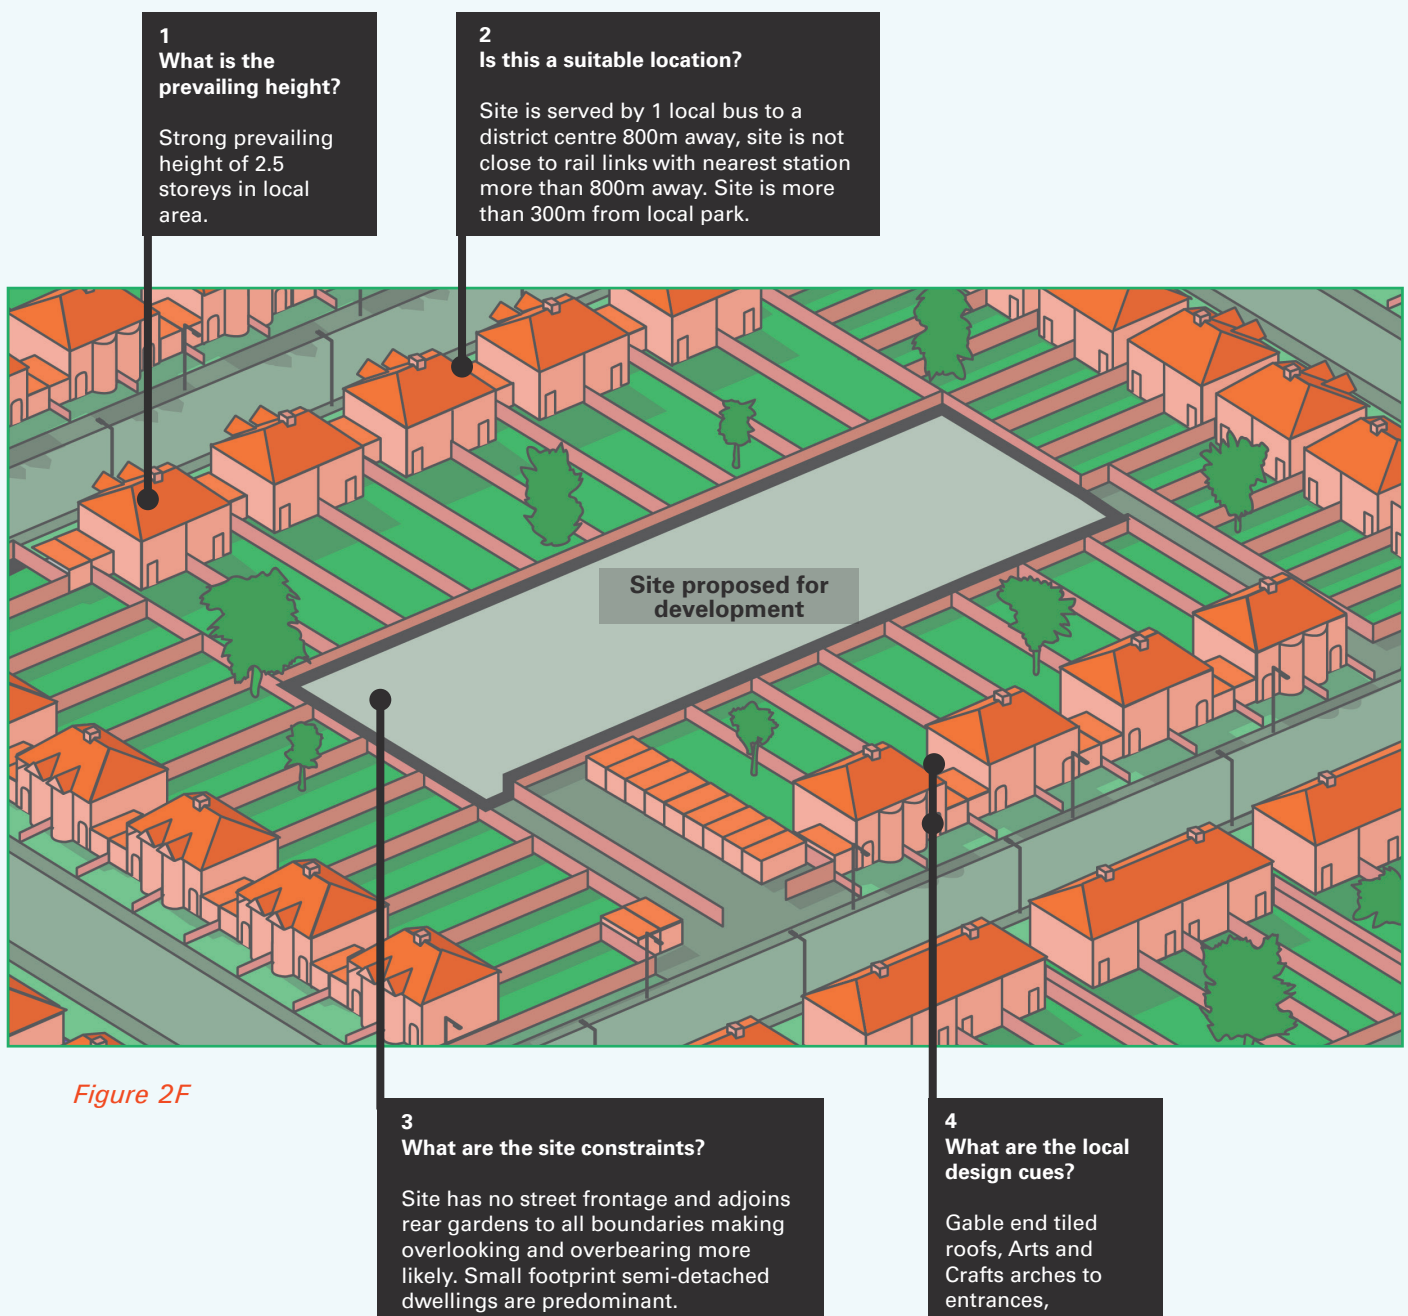 1
What is the
prevailing height?
Strong prevailing
height of 2.5
storeys in local
area.
2
Is this a suitable location?
Site is served by 1 local bus to a
district centre 800m away, site is not
close to rail links with nearest station
more than 800m away. Site is more
than 300m from local park.
Site proposed for
development
Figure 2F
3
What are the site constraints?
Site has no street frontage and adjoins
rear gardens to all boundaries making
overlooking and overbearing more
likely. Small footprint semi-detached
dwellings are predominant.
4
What are the local
design cues?
Gable end tiled
roofs, Arts and
Crafts arches to
entrances,